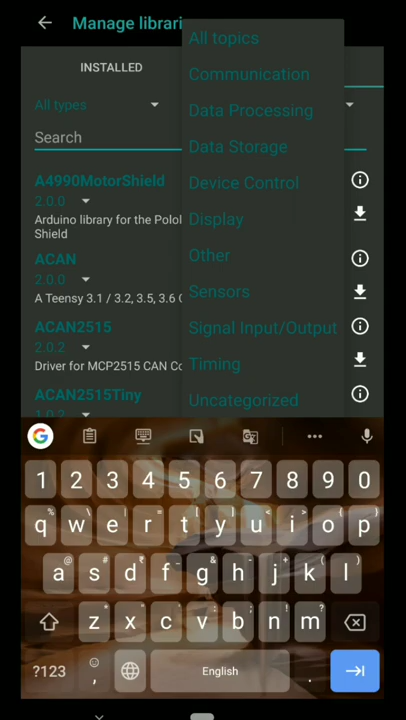 Manage librari
All topics
INSTALLED
Communication
All types
Data Processing
Search
Data Storage
A4990MotorShield
Device Control
2.0.0
Arduino library for the Polol
Display
Shield
ACAN
Other
2.0.0
Sensors
A Teensy 3.1 / 3.2, 3.5, 3.6 C
ACAN2515
Signal Input/Output
2.0.2
Timing
Driver for MCP2515 CAN Co
ACAN2515Tiny
Uncategorized
1.0.2
G
1 2 3 4 5 6 7 8 9 0
q w e r t y u i o p
a s d f g h j k l
z x c v b n m
?123 , English .